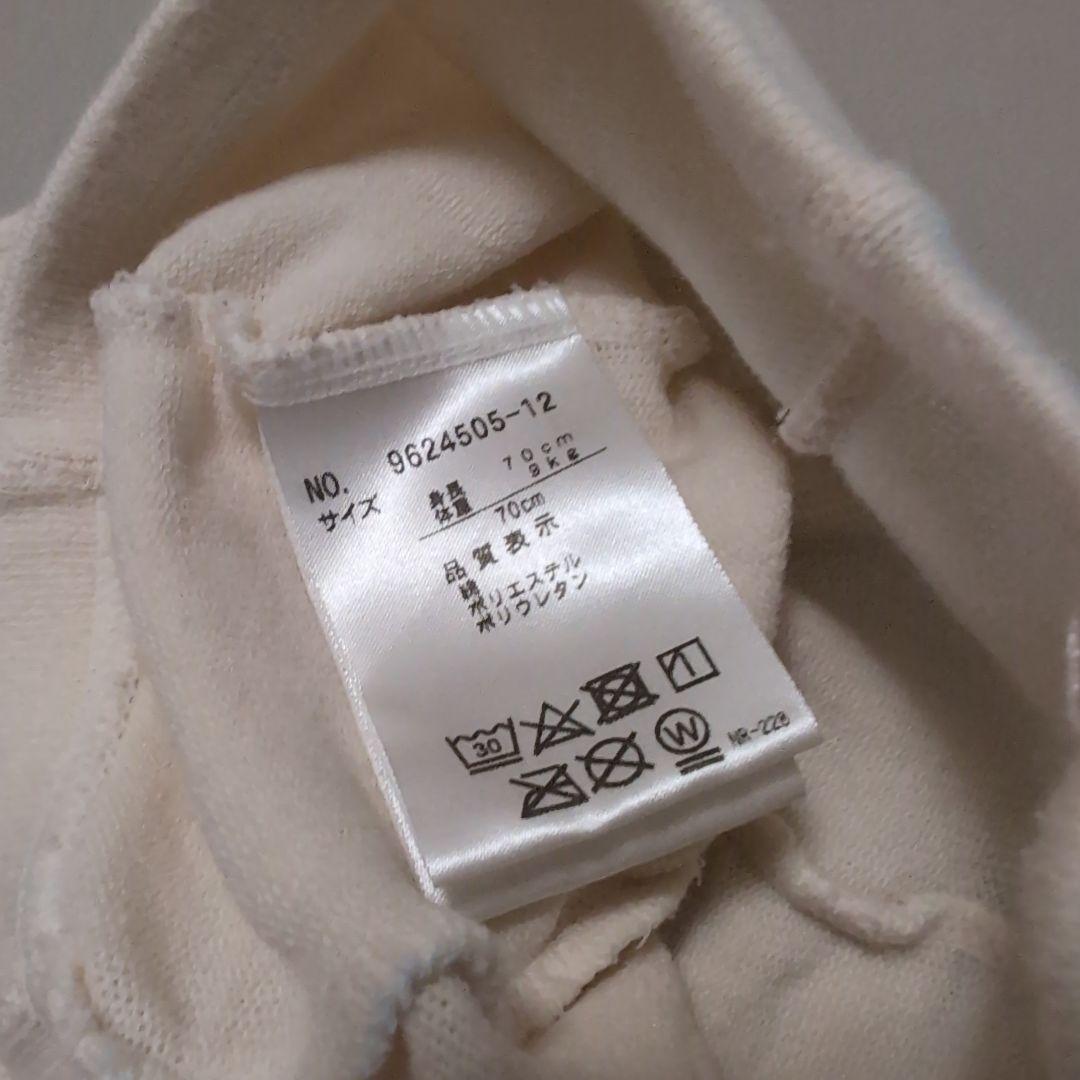 NO. 9624505-12
サイズ 身長 70cm
体重 9kg
70cm
品質表示
綿
ポリエステル
ポリウレタン
30
W
NR-228